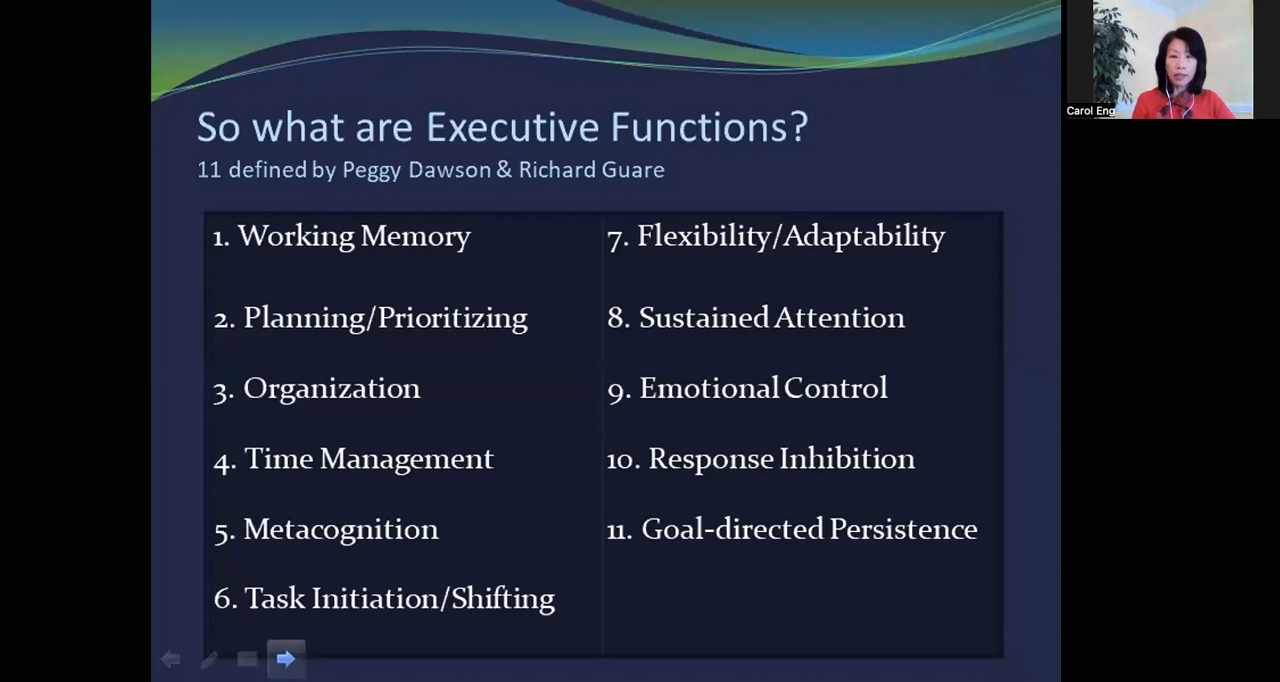 So what are Executive Functions?
11 defined by Peggy Dawson & Richard Guare
1. Working Memory
2. Planning/Prioritizing
3. Organization
4. Time Management
5. Metacognition
6. Task Initiation/Shifting
7. Flexibility/Adaptability
8. Sustained Attention
9. Emotional Control
10. Response Inhibition
11. Goal-directed Persistence
Carol Eng